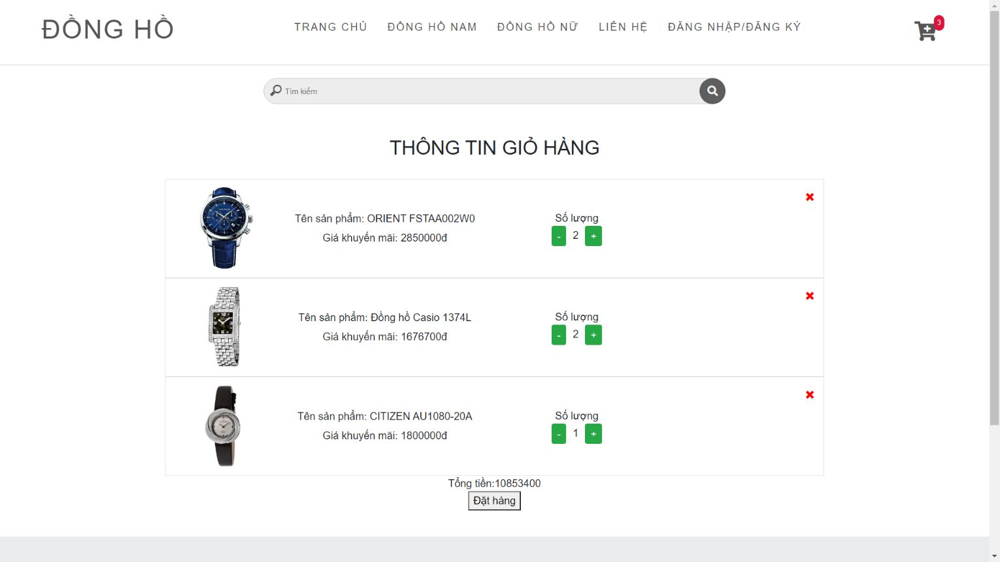 ĐỒNG HỒ
TRANG CHỦ ĐỒNG HỒ NAM ĐỒNG HỒ NỮ LIÊN HỆ ĐĂNG NHẬP/ĐĂNG KÝ
3
Tìm kiếm
THÔNG TIN GIỎ HÀNG
Tên sản phẩm: ORIENT FSTAA002W0
Giá khuyến mãi: 2850000đ
Số lượng
- 2 +
Tên sản phẩm: Đồng hồ Casio 1374L
Giá khuyến mãi: 1676700đ
Số lượng
- 2 +
Tên sản phẩm: CITIZEN AU1080-20A
Giá khuyến mãi: 1800000đ
Số lượng
- 1 +
Tổng tiền:10853400
Đặt hàng